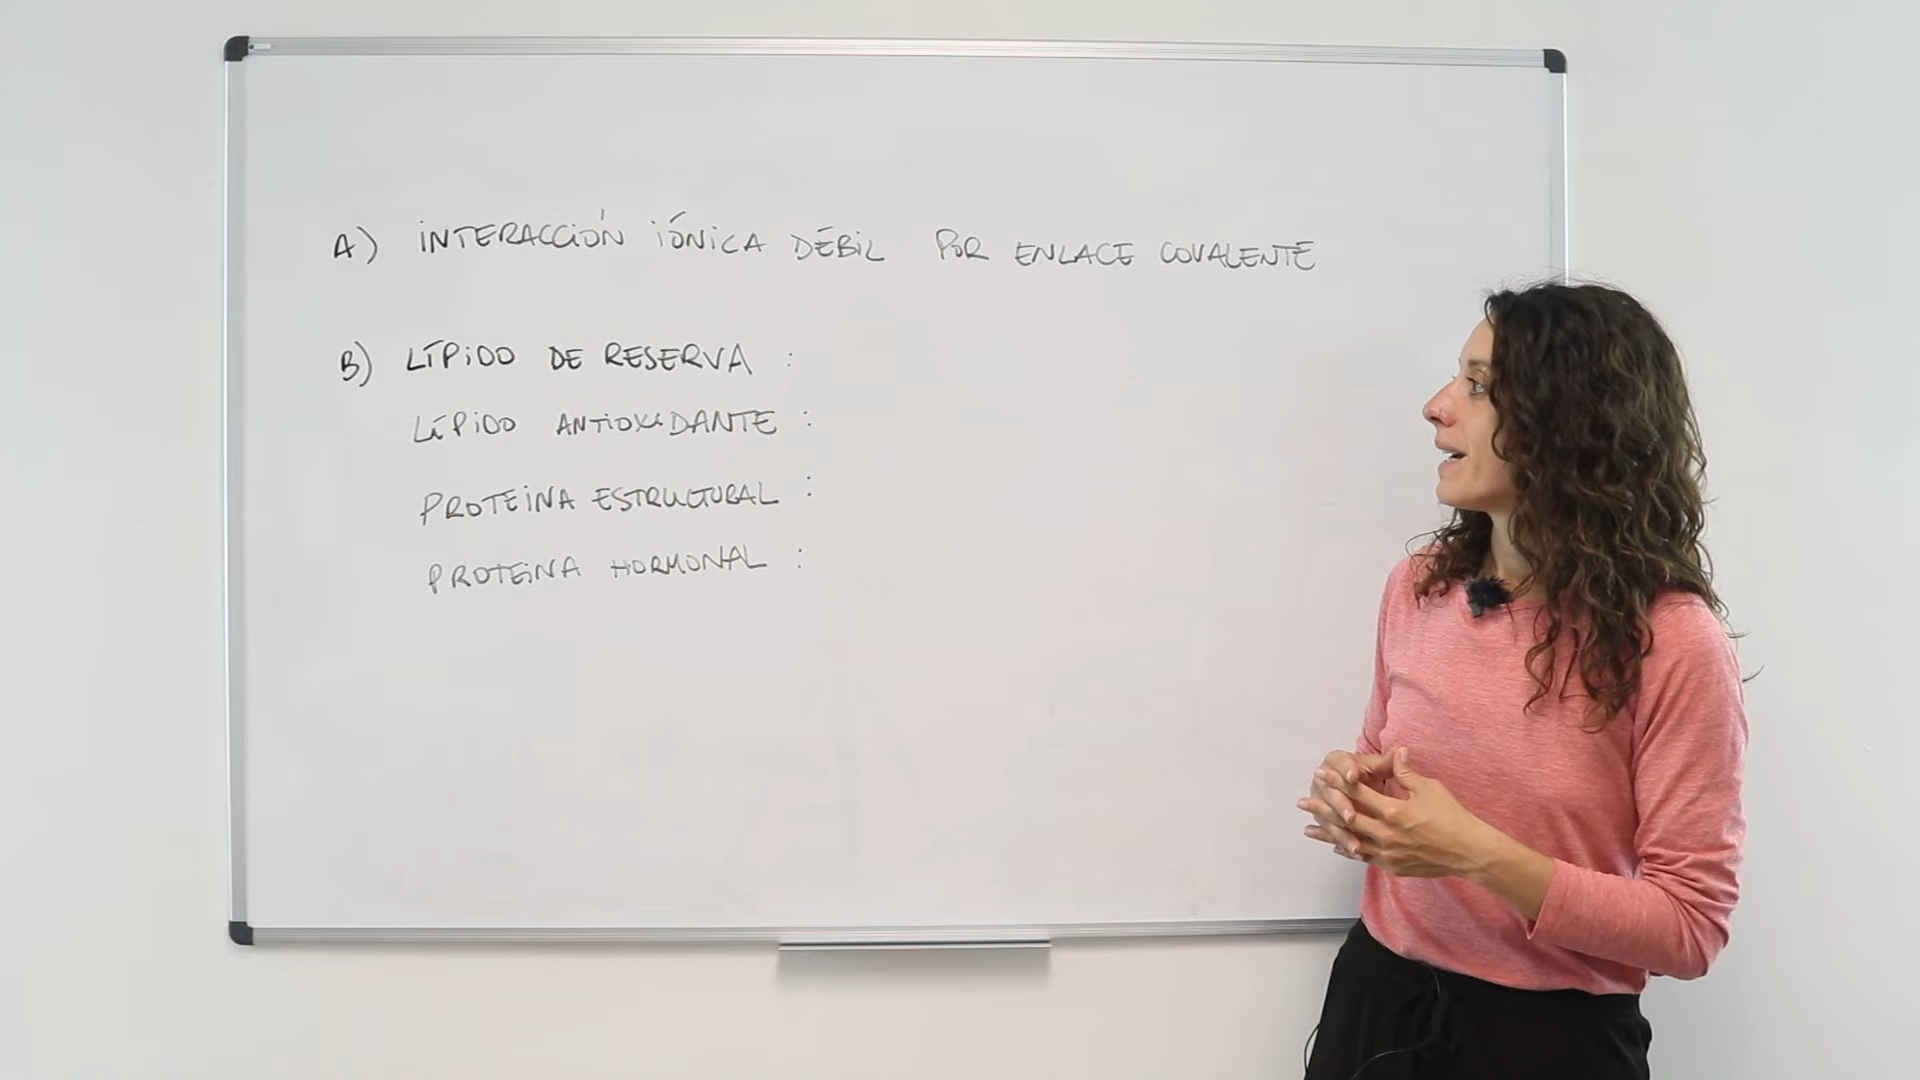 A) INTERACCIÓN IÓNICA DÉBIL POR ENLACE COVALENTE
B) LÍPIDO DE RESERVA :
LÍPIDO ANTIOXIDANTE :
PROTEINA ESTRUCTURAL :
PROTEINA HORMONAL :